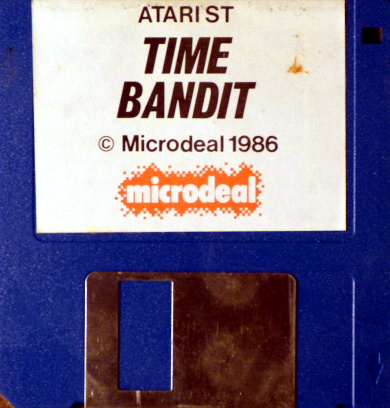 ATARI ST
TIME
BANDIT
© Microdeal 1986
microdeal